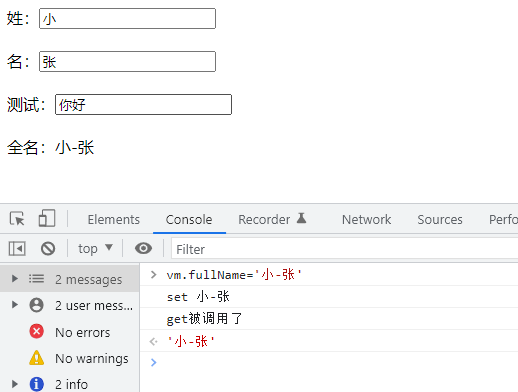 姓：小
名：张
测试：你好
全名：小-张
Elements Console Recorder Network Sources Perfo
top Filter
2 messages
2 user mess...
No errors
No warnings
2 info
vm.fullName='小-张'
set 小-张
get被调用了
'小-张'